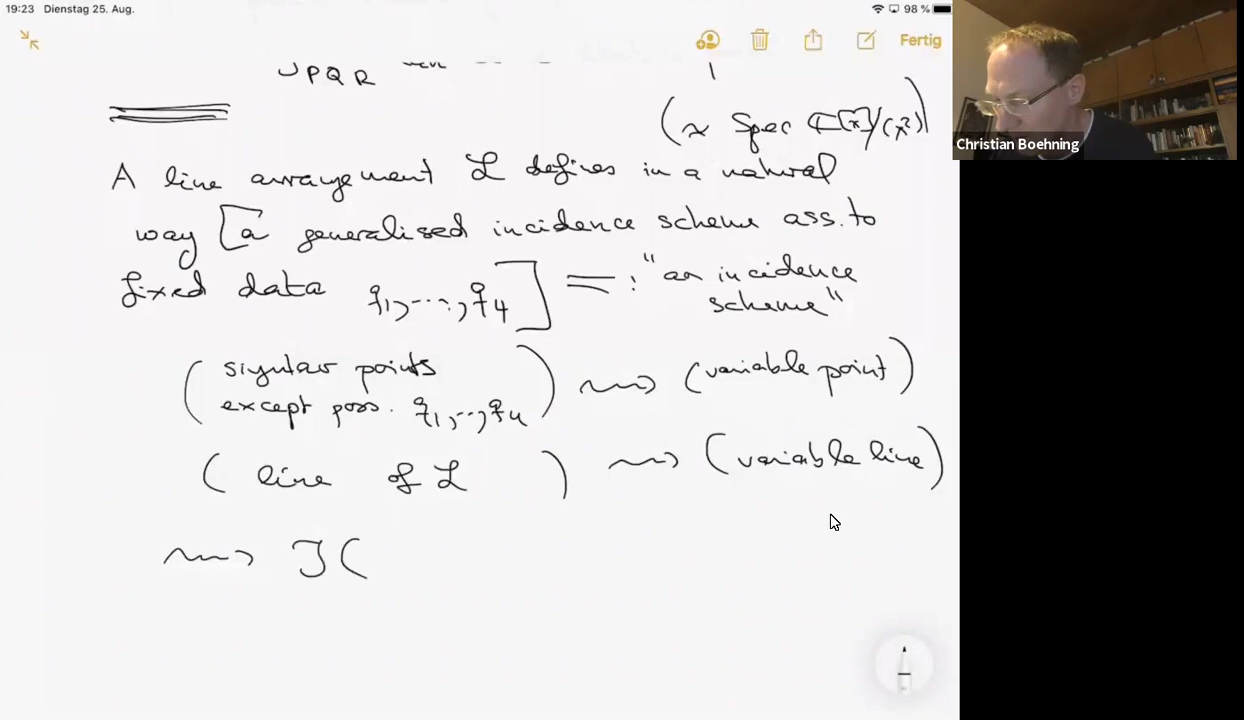 19:23 Dienstag 25. Aug.
98 %
Fertig
PQR
(× Spec ℂ[x]/(x²))
Christian Boehning
A line arrangement ℒ defines in a natural
way [a generalised incidence scheme ass. to
fixed data q₁,...,q₄] =: "an incidence
scheme"
(singular points
except poss. q₁,..,q₄) ⇝ (variable point)
(line of ℒ) ⇝ (variable line)
⇝ ℑ(